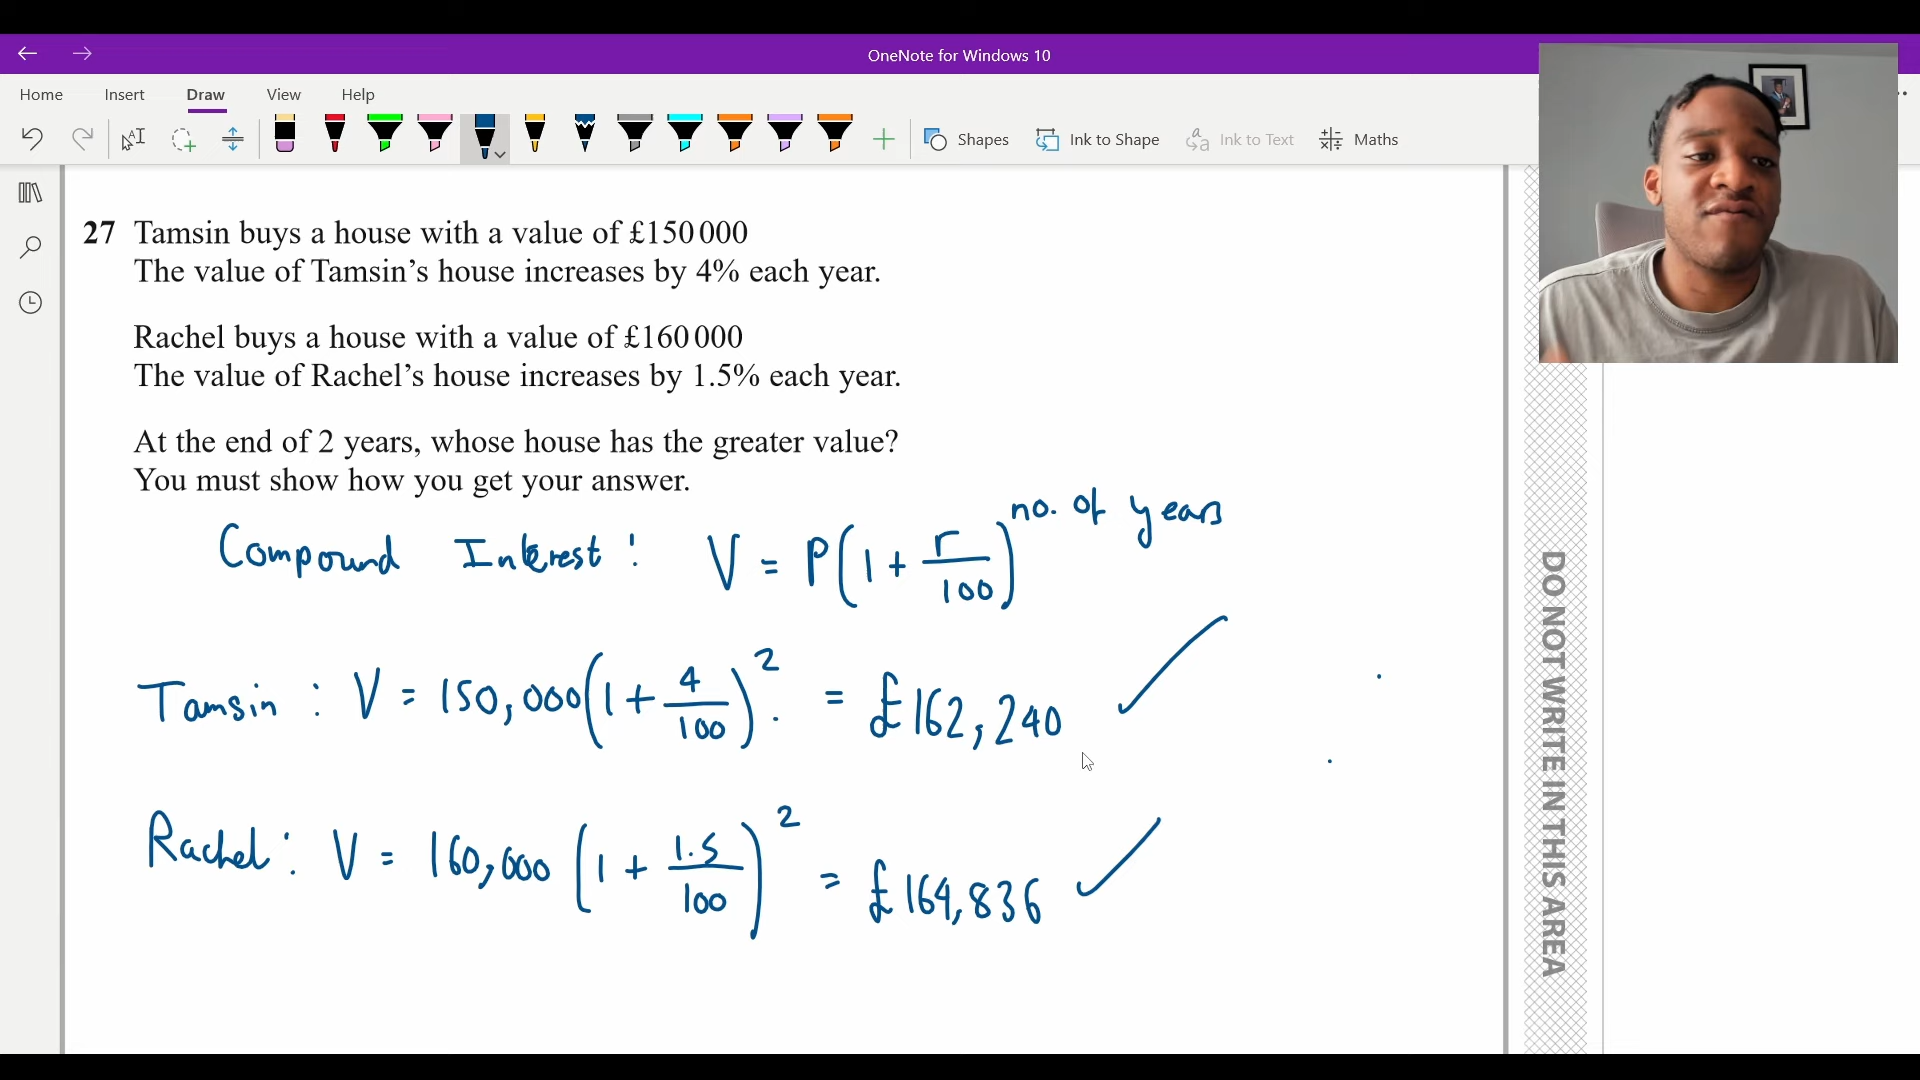 OneNote for Windows 10
Home Insert Draw View Help
Shapes Ink to Shape Ink to Text Maths
27 Tamsin buys a house with a value of £150 000
The value of Tamsin’s house increases by 4% each year.
Rachel buys a house with a value of £160 000
The value of Rachel’s house increases by 1.5% each year.
At the end of 2 years, whose house has the greater value?
You must show how you get your answer.
Compound Interest: V = P(1 + r/100)^no. of years
Tamsin : V = 150,000(1 + 4/100)^2 = £162,240
Rachel: V = 160,000 (1 + 1.5/100)^2 = £164,836
DO NOT WRITE IN THIS AREA